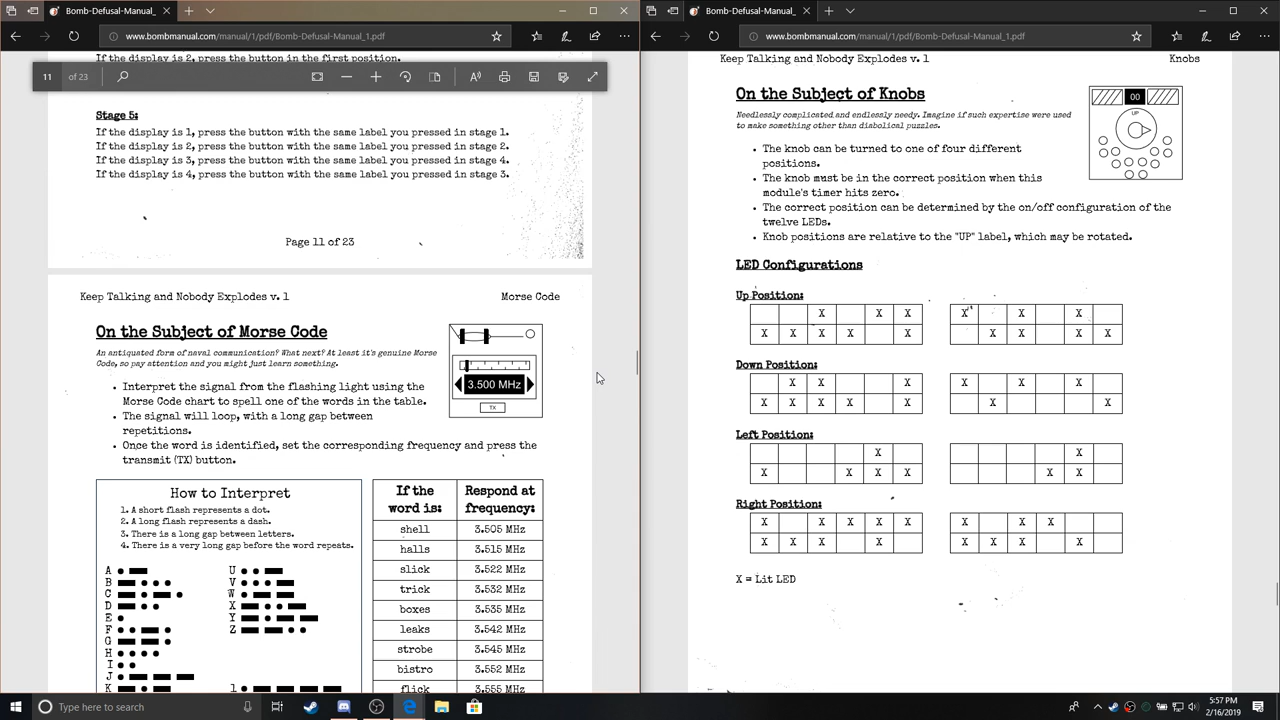 Bomb-Defusal-Manual_1.
www.bombmanual.com/manual/1/pdf/Bomb-Defusal-Manual_1.pdf
If the display is 2, press the button in the first position.
11 of 23
Stage 5:
If the display is 1, press the button with the same label you pressed in stage 1.
If the display is 2, press the button with the same label you pressed in stage 2.
If the display is 3, press the button with the same label you pressed in stage 4.
If the display is 4, press the button with the same label you pressed in stage 3.
Page 11 of 23
Keep Talking and Nobody Explodes v. 1 Morse Code
On the Subject of Morse Code
An antiquated form of naval communication? What next? At least it's genuine Morse
Code, so pay attention and you might just learn something.
3.500 MHz
TX
• Interpret the signal from the flashing light using the
Morse Code chart to spell one of the words in the table.
• The signal will loop, with a long gap between
repetitions.
• Once the word is identified, set the corresponding frequency and press the
transmit (TX) button.
How to Interpret
1. A short flash represents a dot.
2. A long flash represents a dash.
3. There is a long gap between letters.
4. There is a very long gap before the word repeats.
A U
B V
C W
D X
E Y
F Z
G
H
I
J
K 1
If the word is: Respond at frequency:
shell 3.505 MHz
halls 3.515 MHz
slick 3.522 MHz
trick 3.532 MHz
boxes 3.535 MHz
leaks 3.542 MHz
strobe 3.545 MHz
bistro 3.552 MHz
flick 3.555 MHz
Bomb-Defusal-Manual_1.
www.bombmanual.com/manual/1/pdf/Bomb-Defusal-Manual_1.pdf
Keep Talking and Nobody Explodes v. 1 Knobs
On the Subject of Knobs
Needlessly complicated and endlessly needy. Imagine if such expertise were used
to make something other than diabolical puzzles.
00
UP
• The knob can be turned to one of four different
positions.
• The knob must be in the correct position when this
module's timer hits zero.
• The correct position can be determined by the on/off configuration of the
twelve LEDs.
• Knob positions are relative to the "UP" label, which may be rotated.
LED Configurations
Up Position:
X X X X X X
X X X X X X X X X
Down Position:
X X X X X
X X X X X X X
Left Position:
X X
X X X X X X
Right Position:
X X X X X X X X
X X X X X X X X
X = Lit LED
Type here to search
5:57 PM
2/16/2019